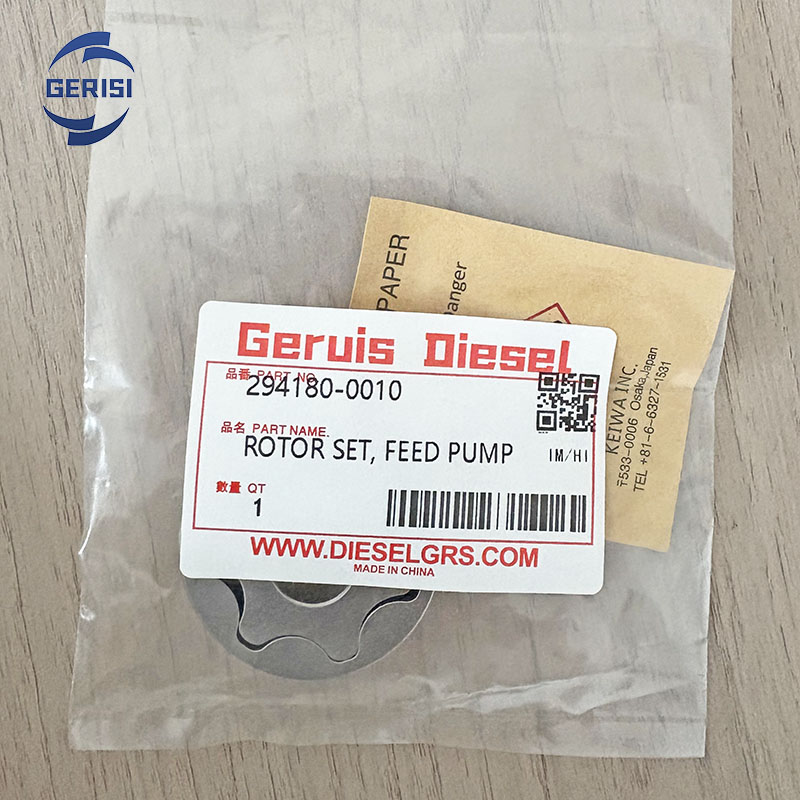 GERISI
PAPER
Danger
KEIWA INC.
〒533-0006 Osaka,Japan
TEL +81-6-6327-1531
Geruis Diesel
品番 PART NO.
294180-0010
品名 PART NAME.
ROTOR SET, FEED PUMP
IM/HI
數量 QT
1
WWW.DIESELGRS.COM
MADE IN CHINA